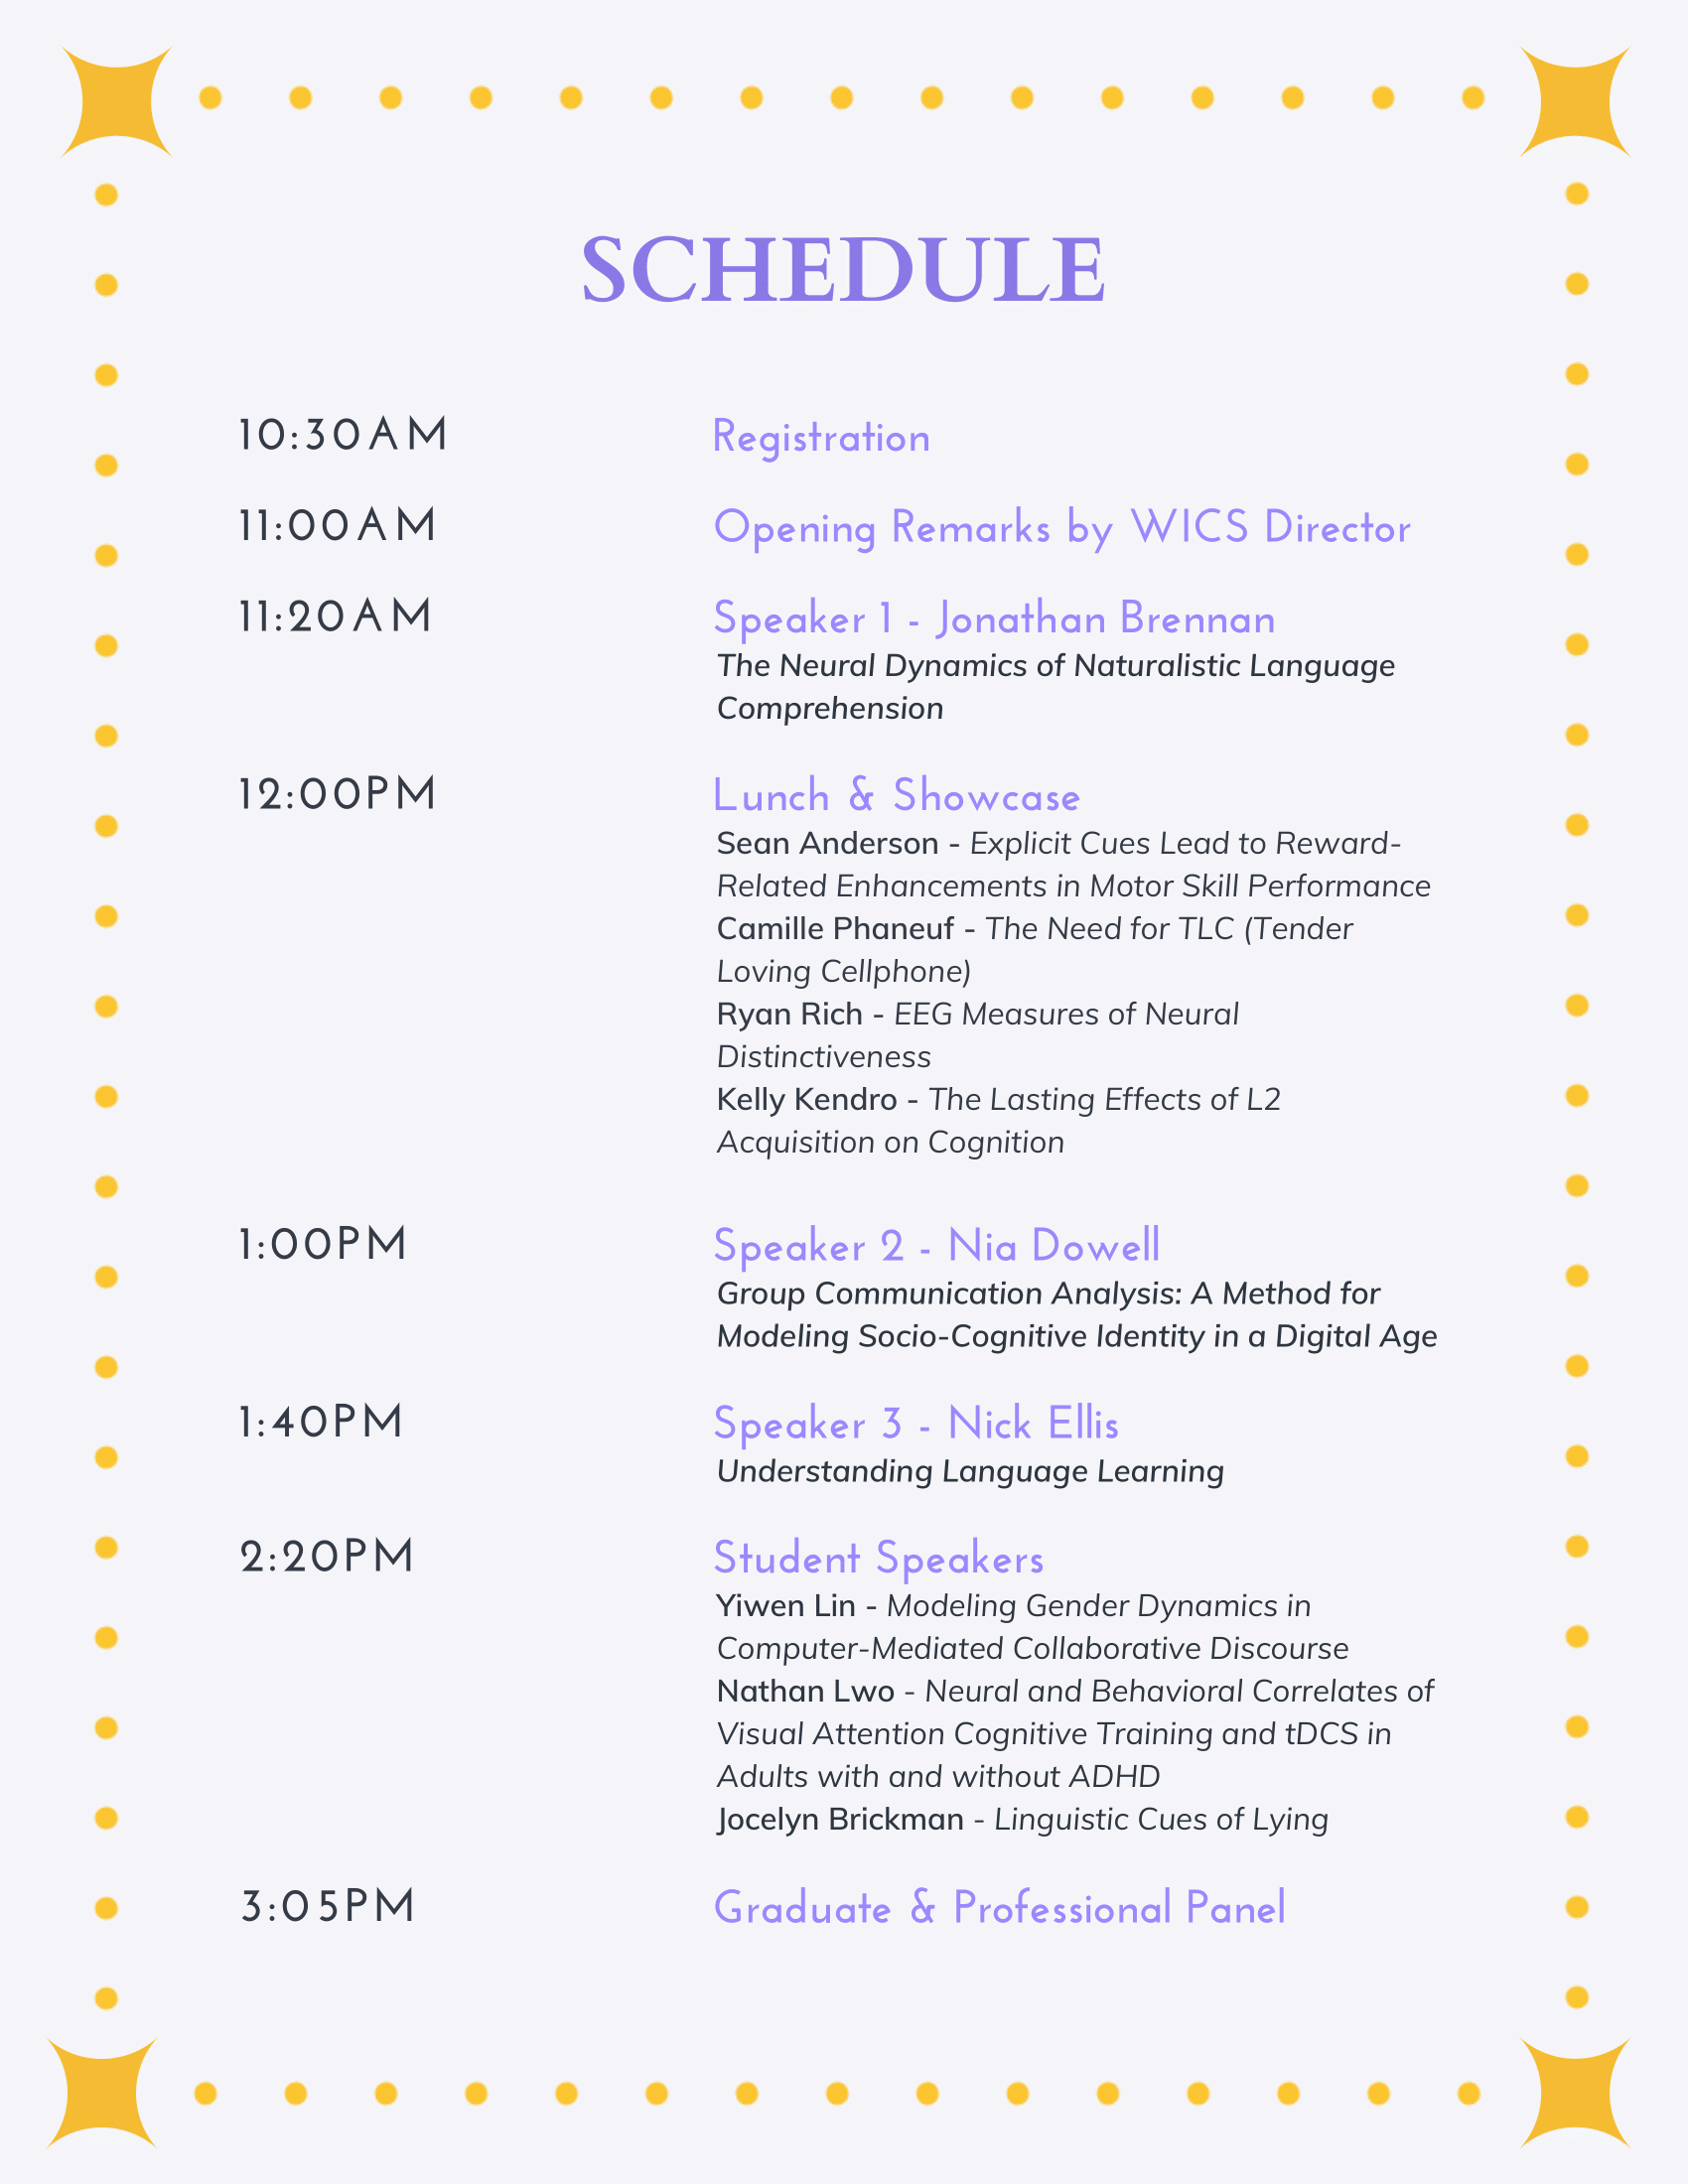 SCHEDULE
10:30AM Registration
11:00AM Opening Remarks by WICS Director
11:20AM Speaker 1 - Jonathan Brennan
The Neural Dynamics of Naturalistic Language
Comprehension
12:00PM Lunch & Showcase
Sean Anderson - Explicit Cues Lead to Reward-
Related Enhancements in Motor Skill Performance
Camille Phaneuf - The Need for TLC (Tender
Loving Cellphone)
Ryan Rich - EEG Measures of Neural
Distinctiveness
Kelly Kendro - The Lasting Effects of L2
Acquisition on Cognition
1:00PM Speaker 2 - Nia Dowell
Group Communication Analysis: A Method for
Modeling Socio-Cognitive Identity in a Digital Age
1:40PM Speaker 3 - Nick Ellis
Understanding Language Learning
2:20PM Student Speakers
Yiwen Lin - Modeling Gender Dynamics in
Computer-Mediated Collaborative Discourse
Nathan Lwo - Neural and Behavioral Correlates of
Visual Attention Cognitive Training and tDCS in
Adults with and without ADHD
Jocelyn Brickman - Linguistic Cues of Lying
3:05PM Graduate & Professional Panel